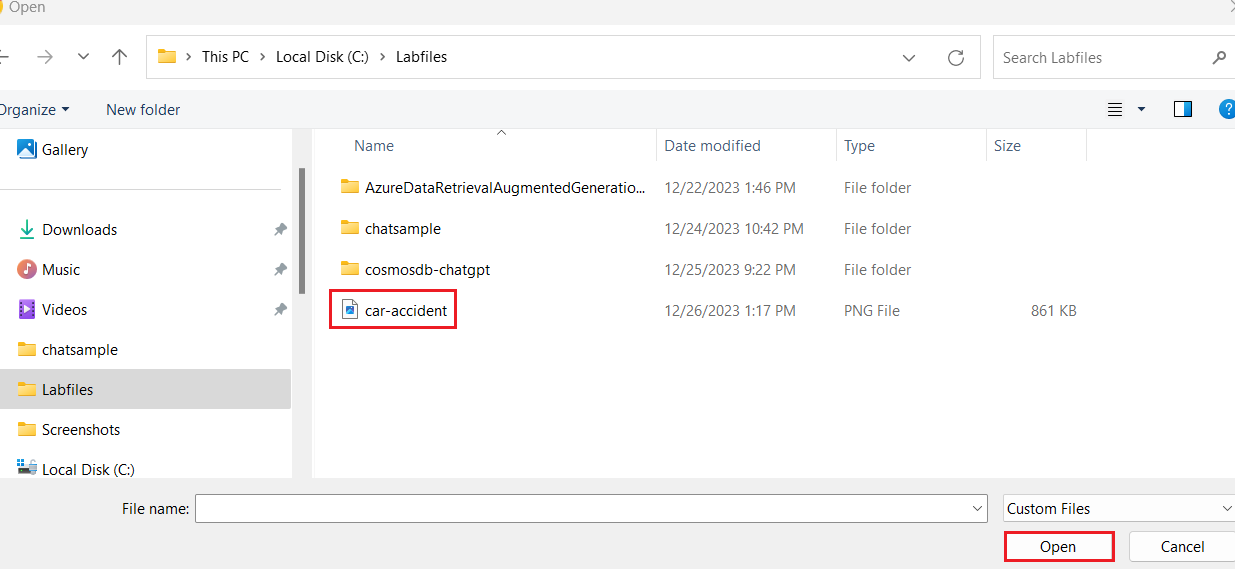 Open
This PC > Local Disk (C:) > Labfiles
Search Labfiles
Organize
New folder
?
Gallery
Downloads
Music
Videos
chatsample
Labfiles
Screenshots
Local Disk (C:)
Name Date modified Type Size
AzureDataRetrievalAugmentedGeneratio... 12/22/2023 1:46 PM File folder
chatsample 12/24/2023 10:42 PM File folder
cosmosdb-chatgpt 12/25/2023 9:22 PM File folder
car-accident 12/26/2023 1:17 PM PNG File 861 KB
File name:
Custom Files
Open
Cancel